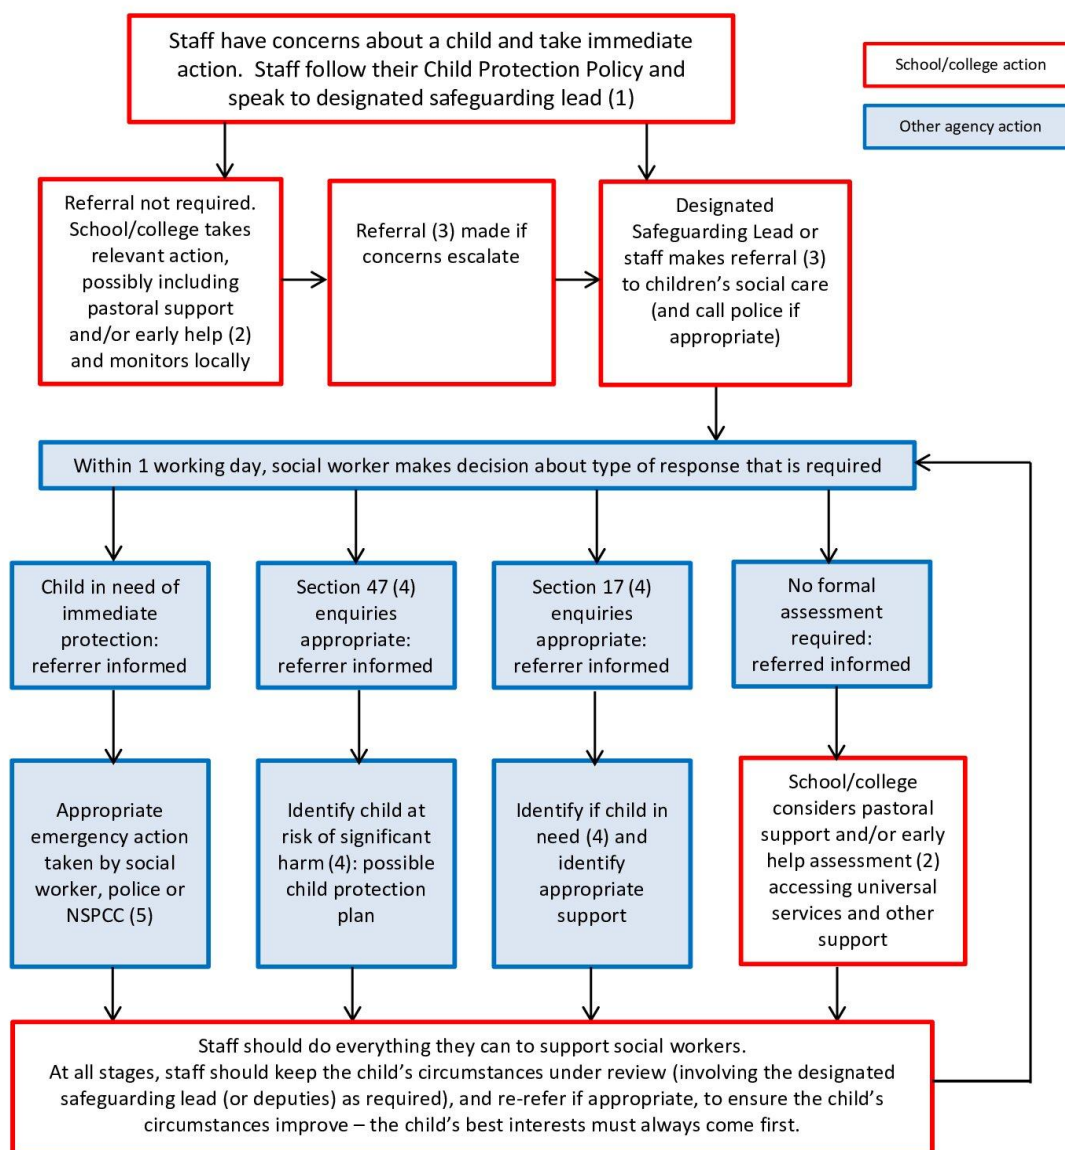 Staff have concerns about a child and take immediate
action.  Staff follow their Child Protection Policy and
speak to designated safeguarding lead (1)
School/college action
Other agency action
Referral not required.
School/college takes
relevant action,
possibly including
pastoral support
and/or early help (2)
and monitors locally
Referral (3) made if
concerns escalate
Designated
Safeguarding Lead or
staff makes referral (3)
to children’s social care
(and call police if
appropriate)
Within 1 working day, social worker makes decision about type of response that is required
Child in need of
immediate
protection:
referrer informed
Section 47 (4)
enquiries
appropriate:
referrer informed
Section 17 (4)
enquiries
appropriate:
referrer informed
No formal
assessment
required:
referred informed
Appropriate
emergency action
taken by social
worker, police or
NSPCC (5)
Identify child at
risk of significant
harm (4): possible
child protection
plan
Identify if child in
need (4) and
identify
appropriate
support
School/college
considers pastoral
support and/or early
help assessment (2)
accessing universal
services and other
support
Staff should do everything they can to support social workers.
At all stages, staff should keep the child’s circumstances under review (involving the designated
safeguarding lead (or deputies) as required), and re-refer if appropriate, to ensure the child’s
circumstances improve – the child’s best interests must always come first.